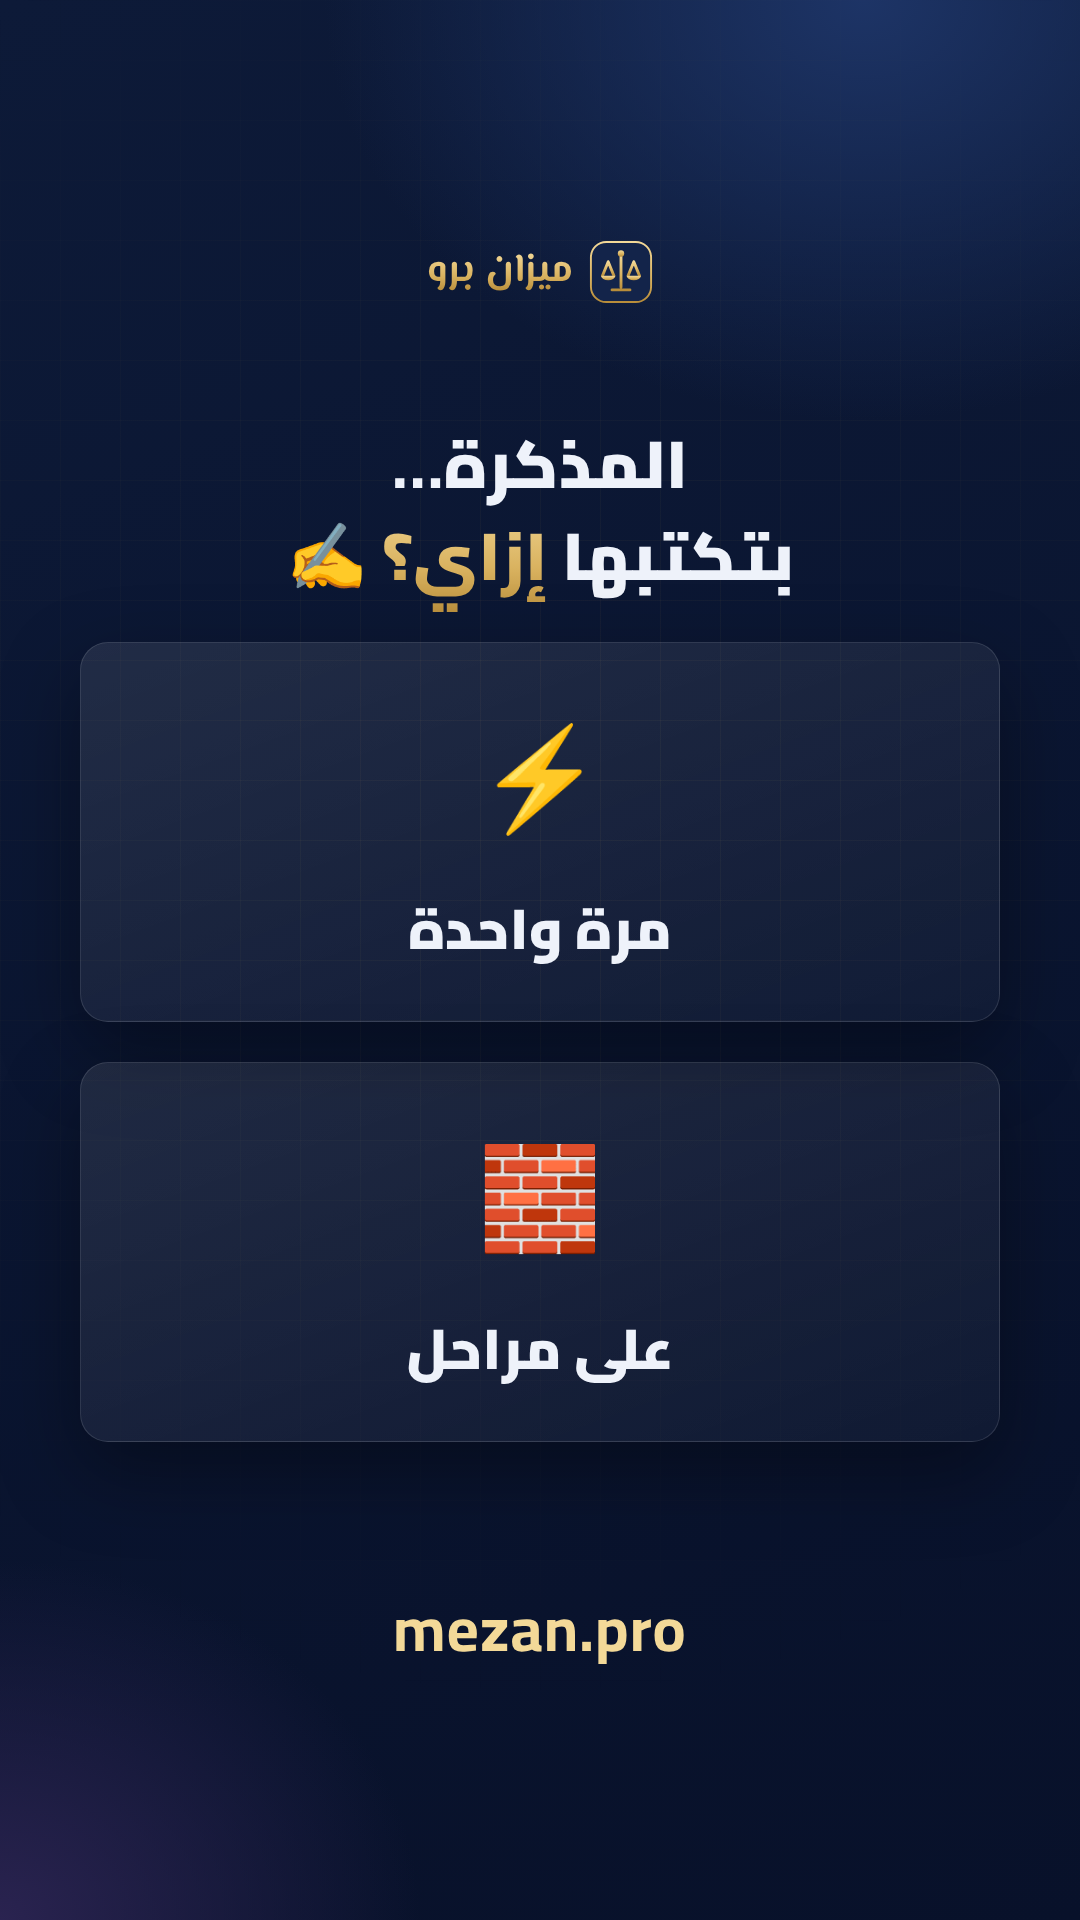 ميزان برو
المذكرة...
بتكتبها إزاي؟ ✍️
⚡
مرة واحدة
🧱
على مراحل
mezan.pro